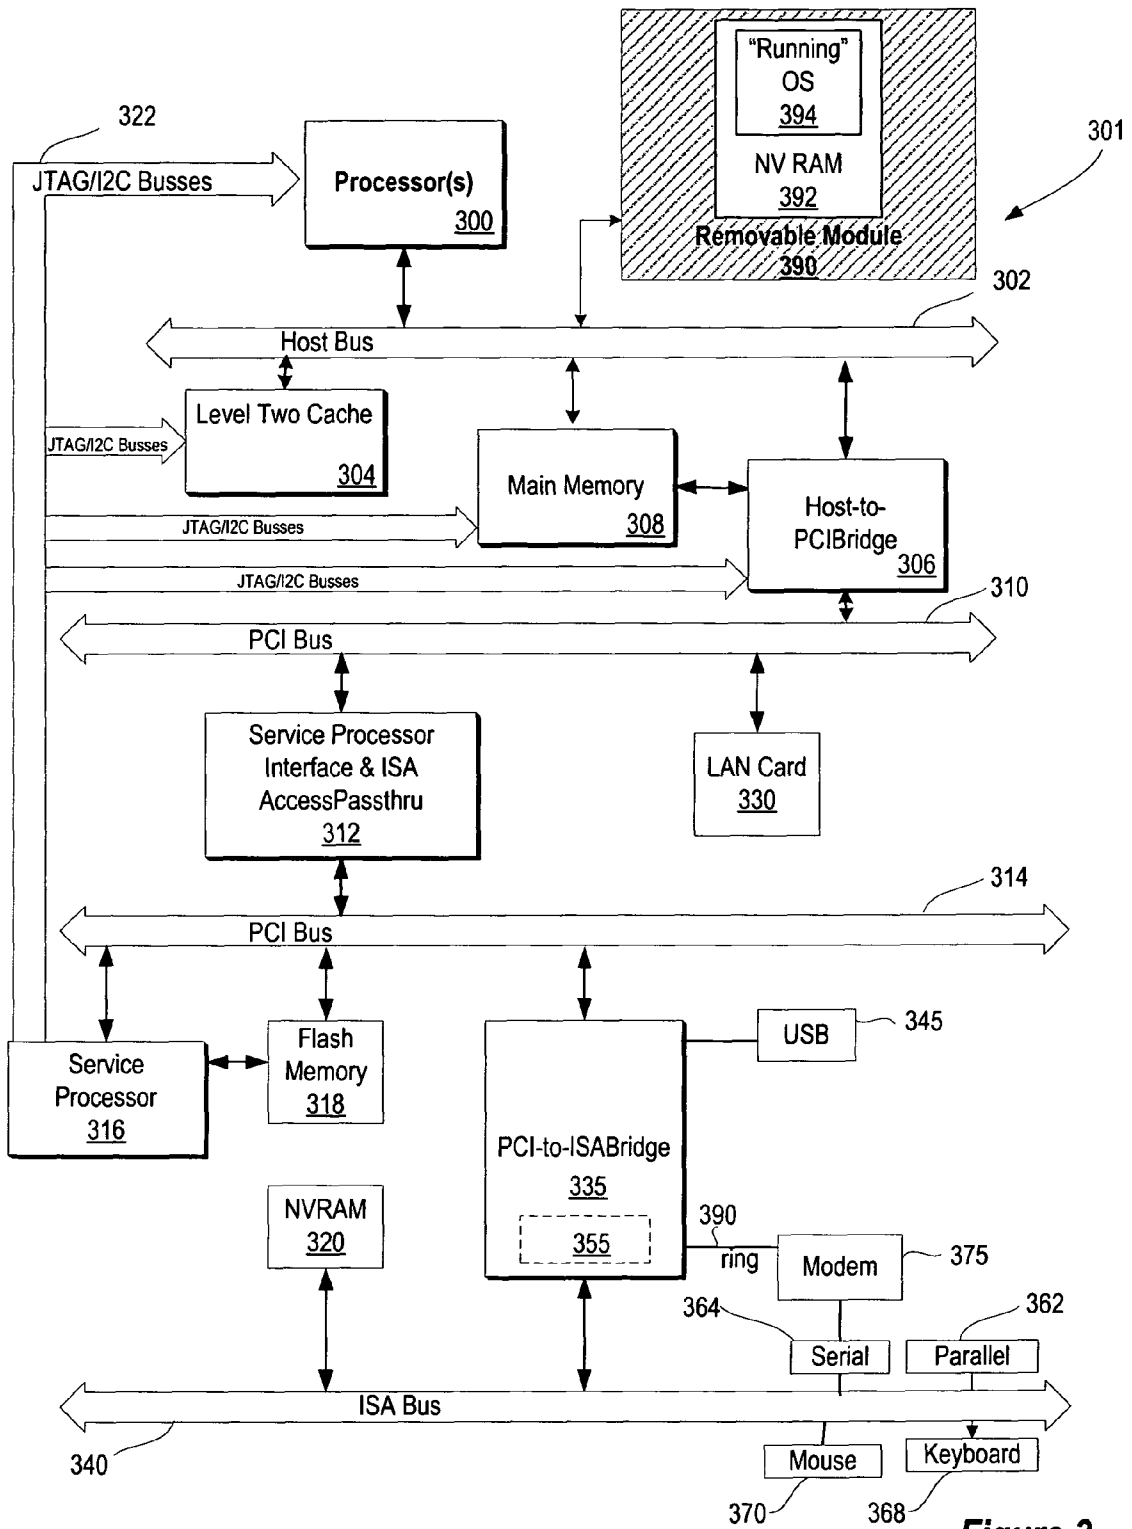 "Running"
OS
394
NV RAM
392
Removable Module
390
301
322
JTAG/I2C Busses
Processor(s)
300
302
Host Bus
Level Two Cache
304
JTAG/I2C Busses
Main Memory
308
Host-to-
PCIBridge
306
JTAG/I2C Busses
JTAG/I2C Busses
310
PCI Bus
Service Processor
Interface & ISA
AccessPassthru
312
LAN Card
330
314
PCI Bus
Service
Processor
316
Flash
Memory
318
USB
345
PCI-to-ISABridge
335
355
NVRAM
320
390
ring
Modem
375
364
362
Serial
Parallel
ISA Bus
340
Mouse
Keyboard
370
368